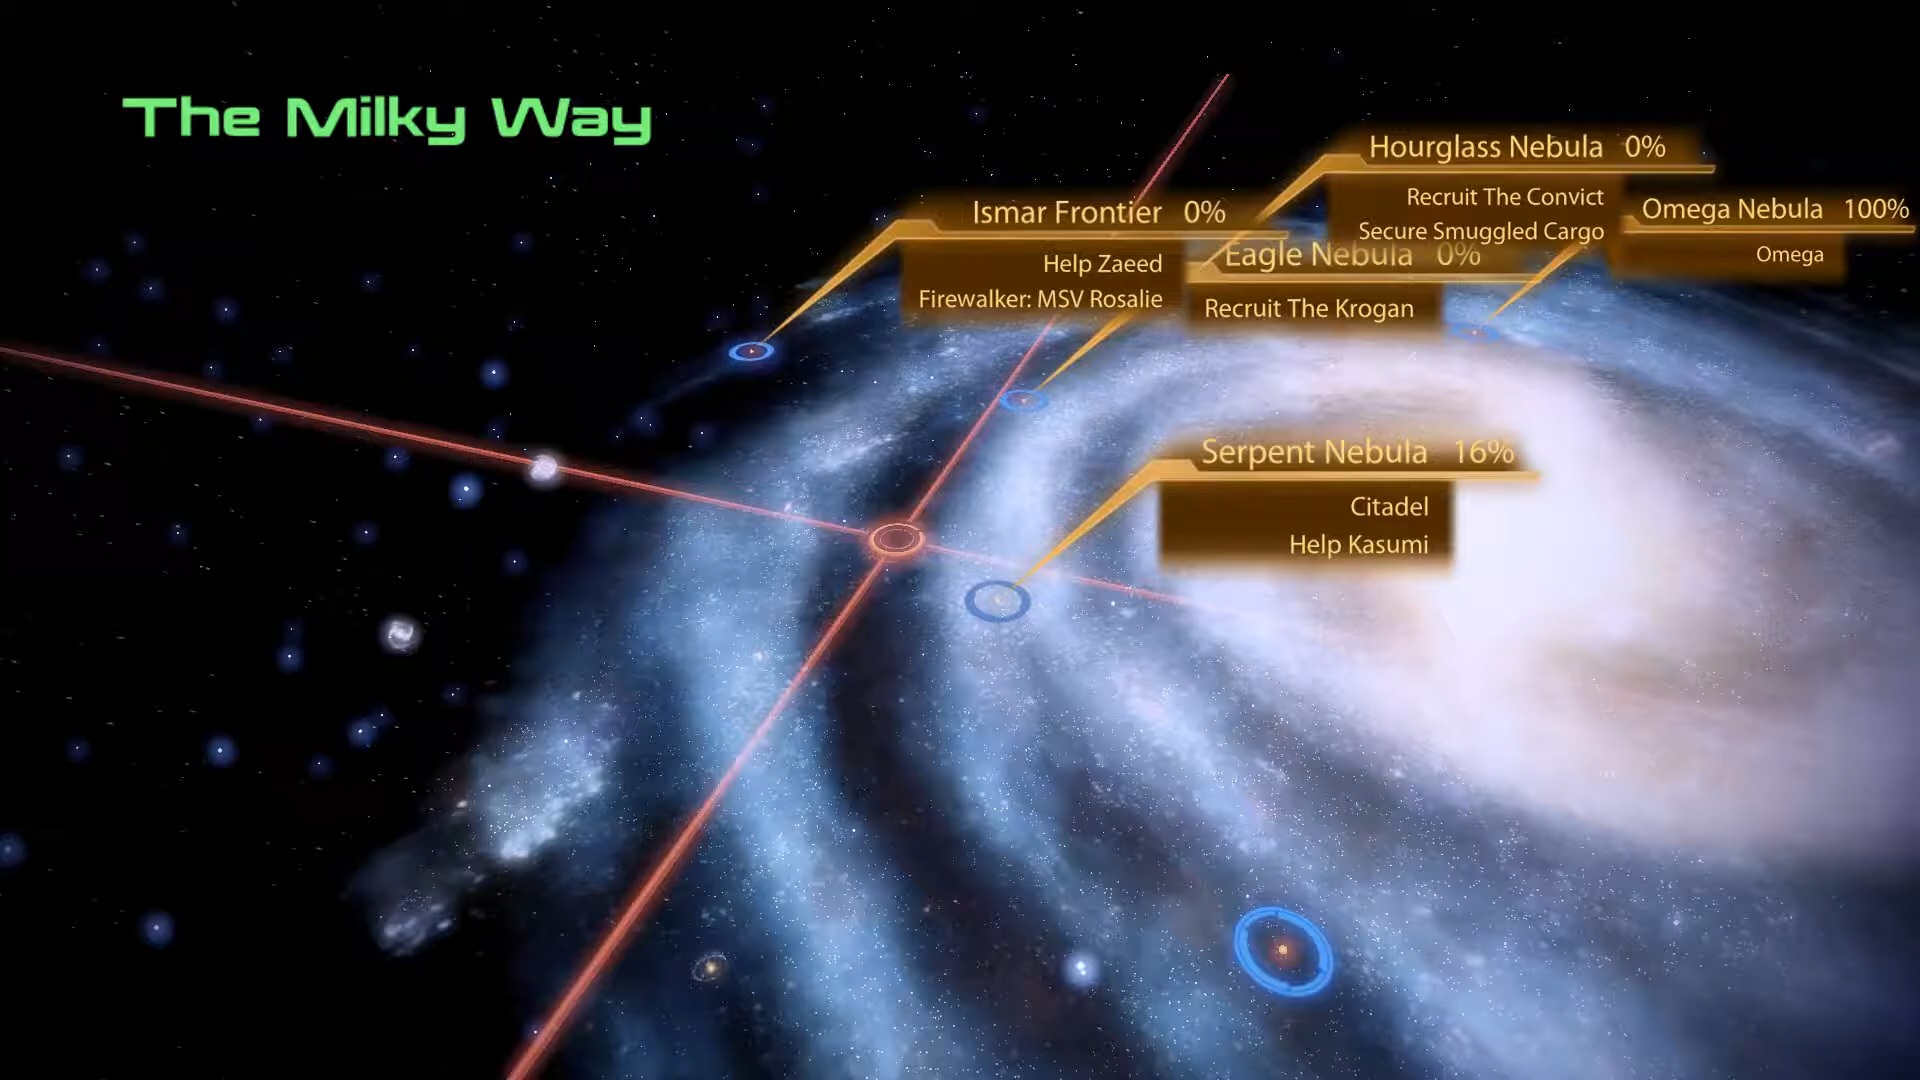 The Milky Way
Hourglass Nebula 0%
Recruit The Convict
Secure Smuggled Cargo
Omega Nebula 100%
Omega
Ismar Frontier 0%
Help Zaeed
Firewalker: MSV Rosalie
Eagle Nebula 0%
Recruit The Krogan
Serpent Nebula 16%
Citadel
Help Kasumi